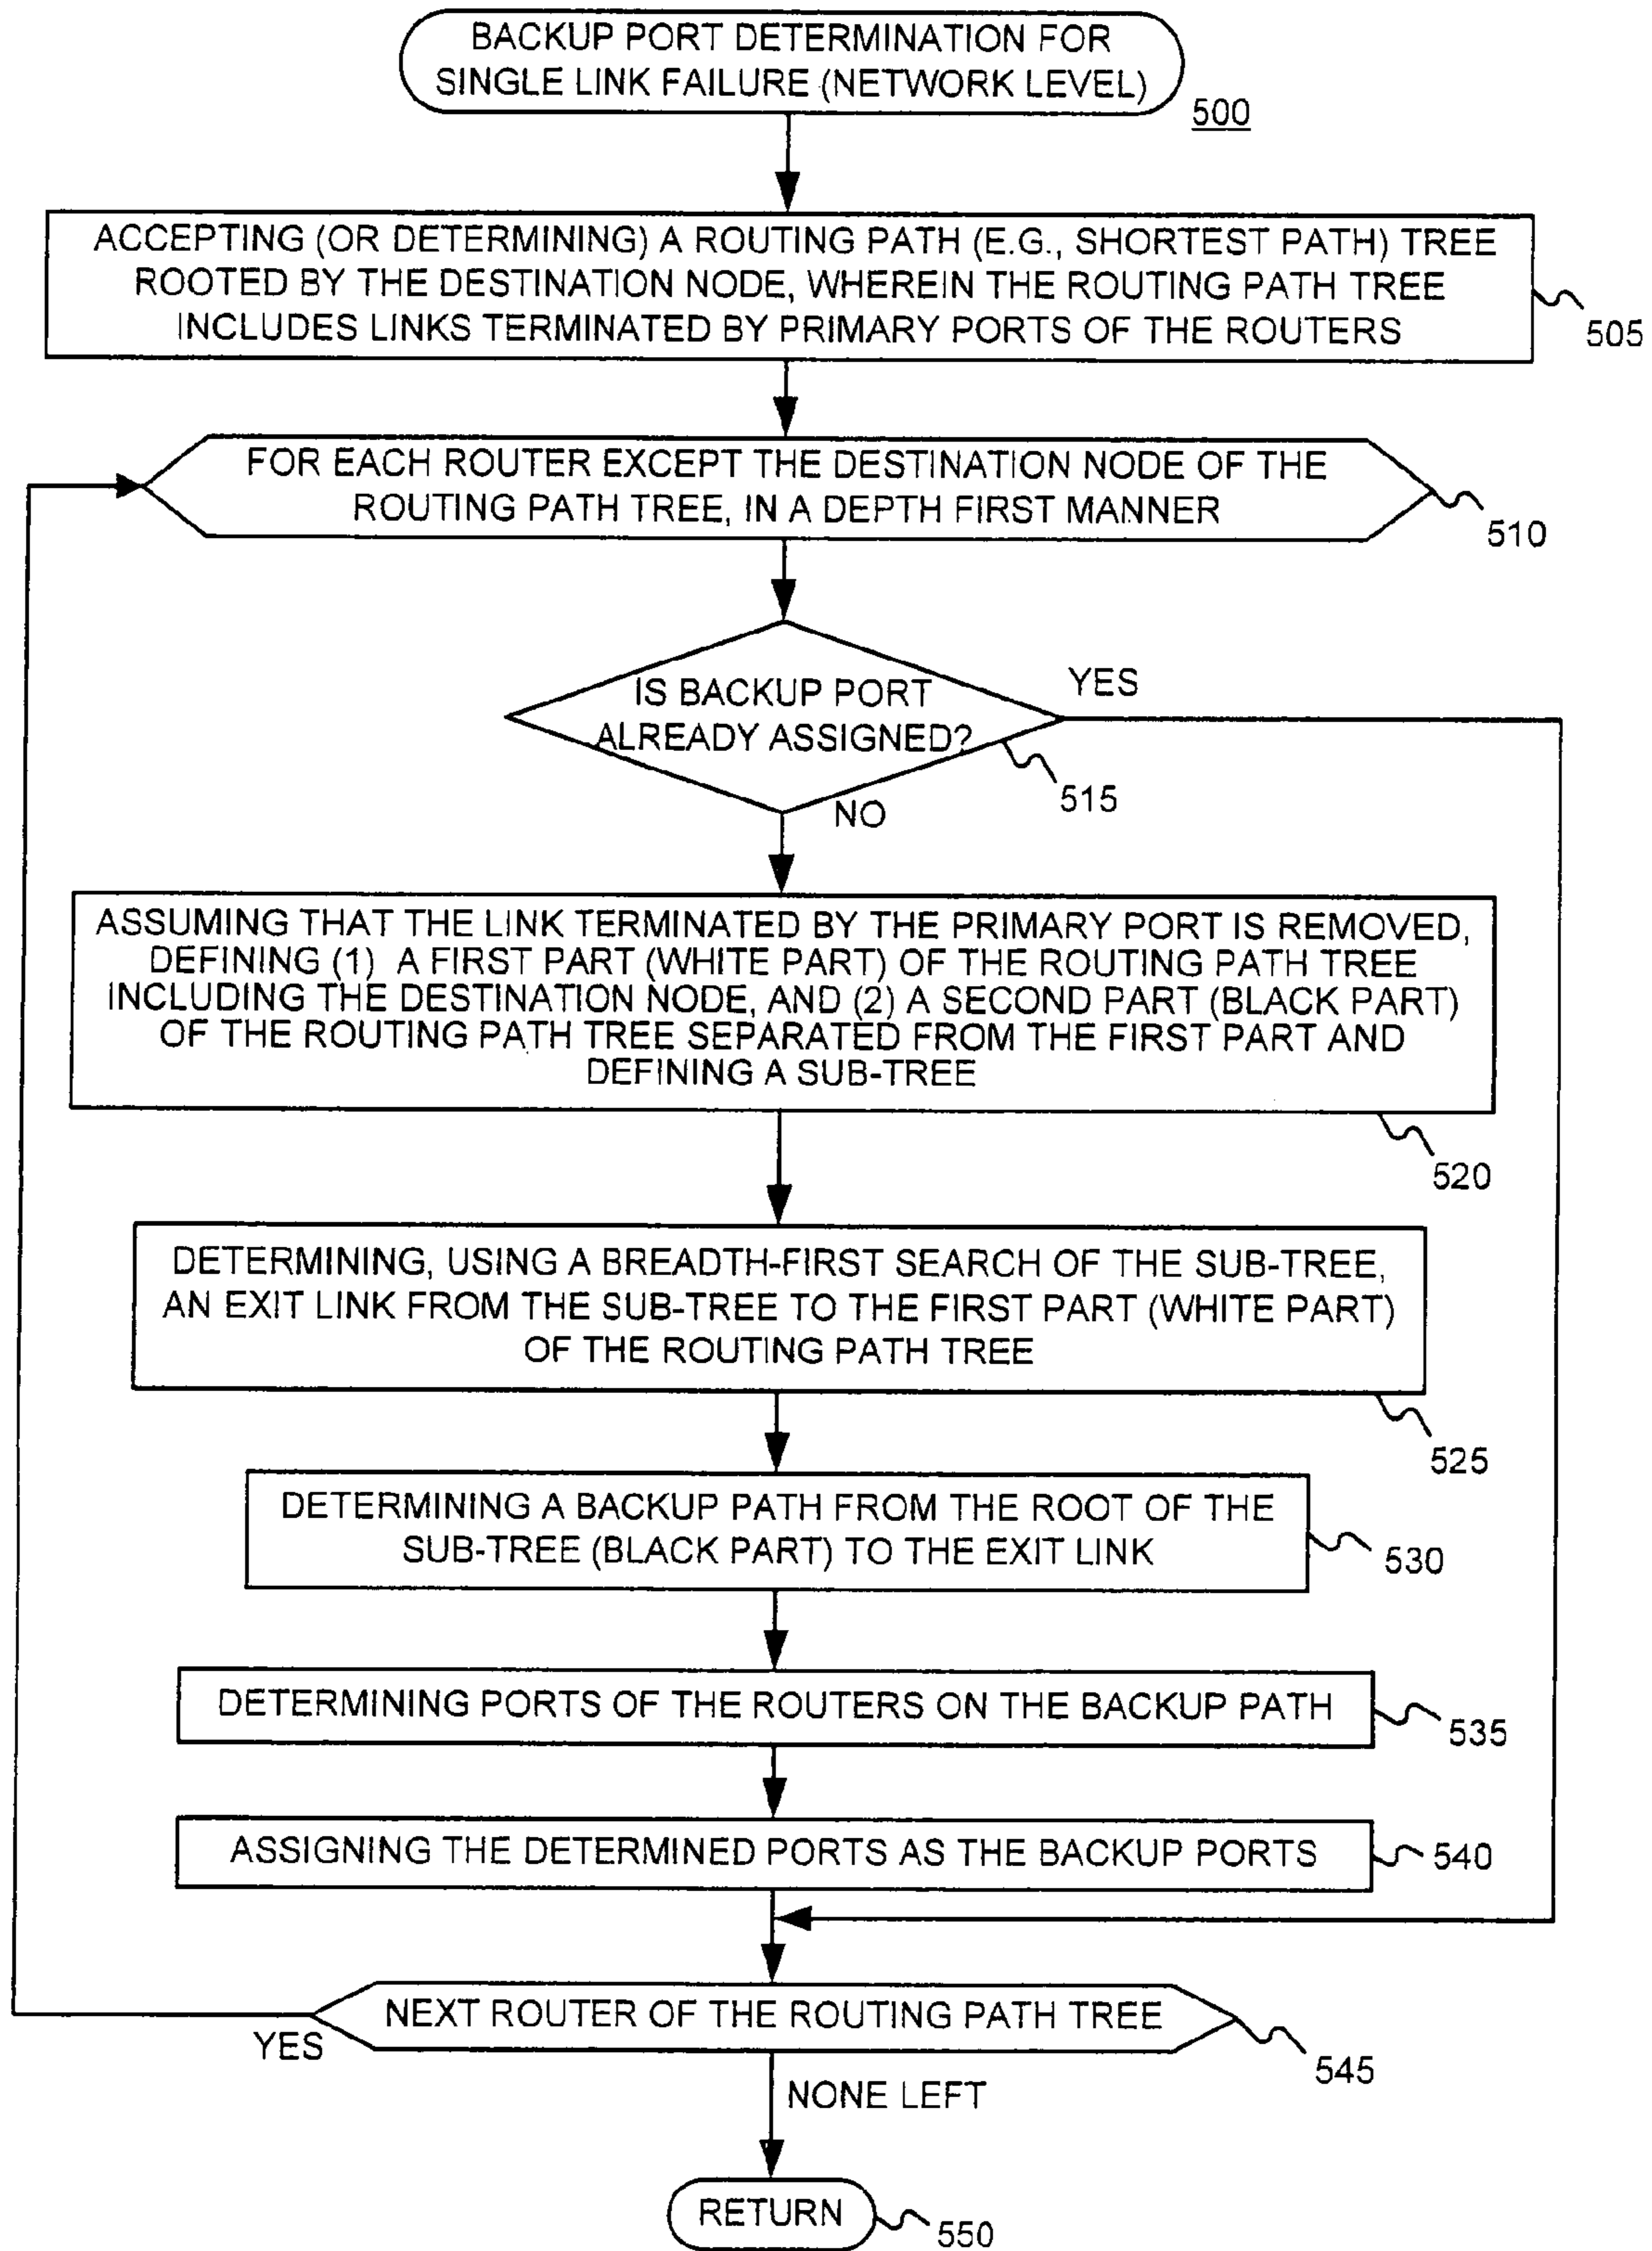 BACKUP PORT DETERMINATION FOR
SINGLE LINK FAILURE (NETWORK LEVEL)
500
ACCEPTING (OR DETERMINING) A ROUTING PATH (E.G., SHORTEST PATH) TREE
ROOTED BY THE DESTINATION NODE, WHEREIN THE ROUTING PATH TREE
INCLUDES LINKS TERMINATED BY PRIMARY PORTS OF THE ROUTERS
505
FOR EACH ROUTER EXCEPT THE DESTINATION NODE OF THE
ROUTING PATH TREE, IN A DEPTH FIRST MANNER
510
IS BACKUP PORT
ALREADY ASSIGNED?
YES
515
NO
ASSUMING THAT THE LINK TERMINATED BY THE PRIMARY PORT IS REMOVED,
DEFINING (1) A FIRST PART (WHITE PART) OF THE ROUTING PATH TREE
INCLUDING THE DESTINATION NODE, AND (2) A SECOND PART (BLACK PART)
OF THE ROUTING PATH TREE SEPARATED FROM THE FIRST PART AND
DEFINING A SUB-TREE
520
DETERMINING, USING A BREADTH-FIRST SEARCH OF THE SUB-TREE,
AN EXIT LINK FROM THE SUB-TREE TO THE FIRST PART (WHITE PART)
OF THE ROUTING PATH TREE
525
DETERMINING A BACKUP PATH FROM THE ROOT OF THE
SUB-TREE (BLACK PART) TO THE EXIT LINK
530
DETERMINING PORTS OF THE ROUTERS ON THE BACKUP PATH
535
ASSIGNING THE DETERMINED PORTS AS THE BACKUP PORTS
540
NEXT ROUTER OF THE ROUTING PATH TREE
YES
545
NONE LEFT
RETURN
550